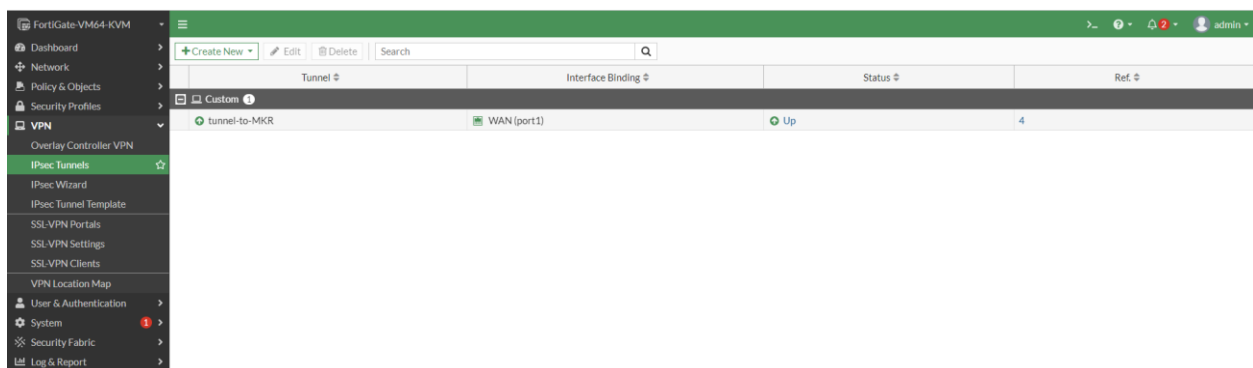 FortiGate-VM64-KVM
>_
2
admin
Dashboard
+Create New
Edit
Delete
Search
Network
Tunnel
Interface Binding
Status
Ref.
Policy & Objects
Security Profiles
Custom 1
VPN
tunnel-to-MKR
WAN (port1)
Up
4
Overlay Controller VPN
IPsec Tunnels
IPsec Wizard
IPsec Tunnel Template
SSL-VPN Portals
SSL-VPN Settings
SSL-VPN Clients
VPN Location Map
User & Authentication
System 1
Security Fabric
Log & Report